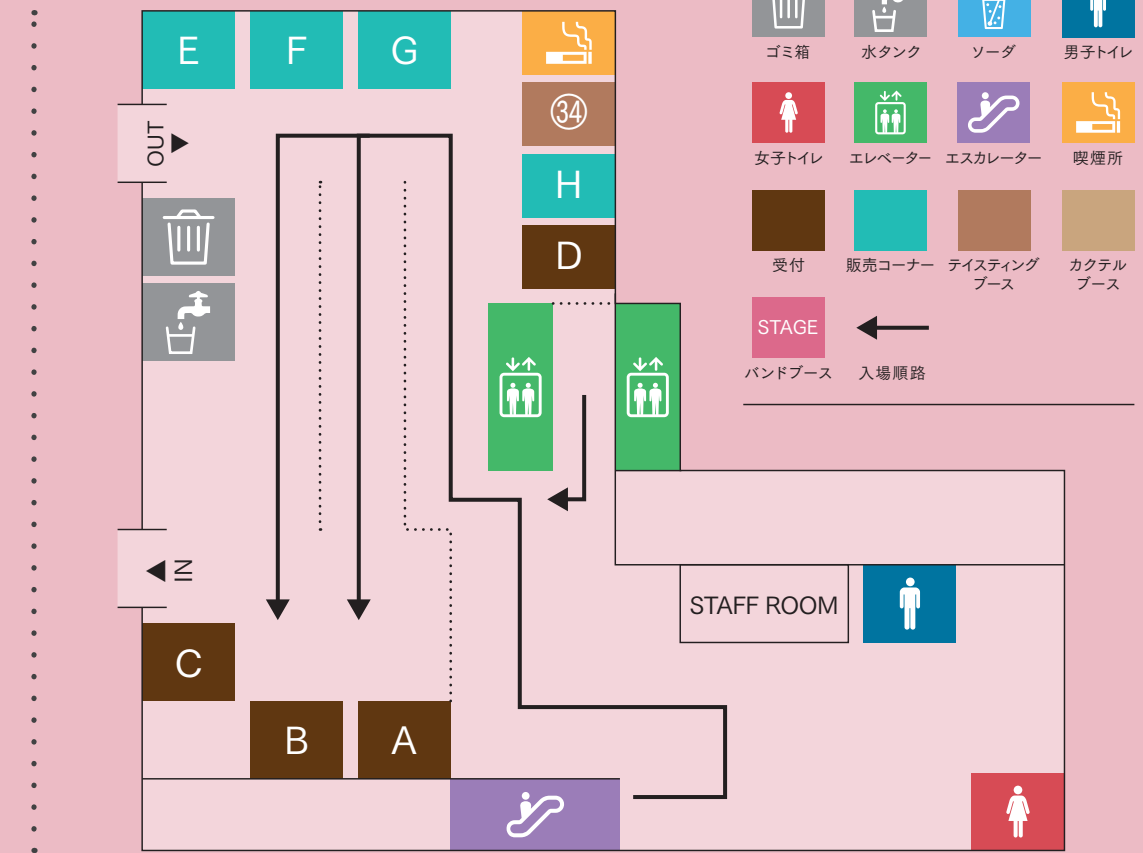 E F G
㉞
H
D
OUT
IN
C
B A
STAFF ROOM
ゴミ箱 水タンク ソーダ 男子トイレ
女子トイレ エレベーター エスカレーター 喫煙所
受付 販売コーナー テイスティング カクテル
ブース ブース
STAGE
バンドブース 入場順路